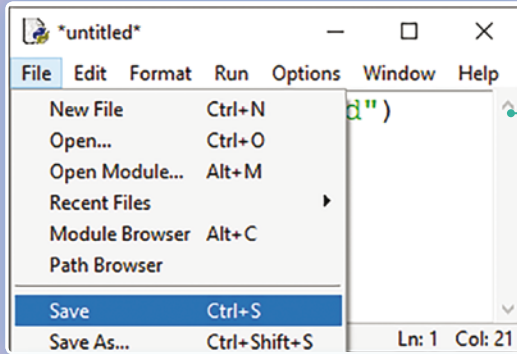 *untitled*
File Edit Format Run Options Window Help
New File Ctrl+N
d")
Open... Ctrl+O
Open Module... Alt+M
Recent Files
Module Browser Alt+C
Path Browser
Save Ctrl+S
Save As... Ctrl+Shift+S
Ln: 1 Col: 21